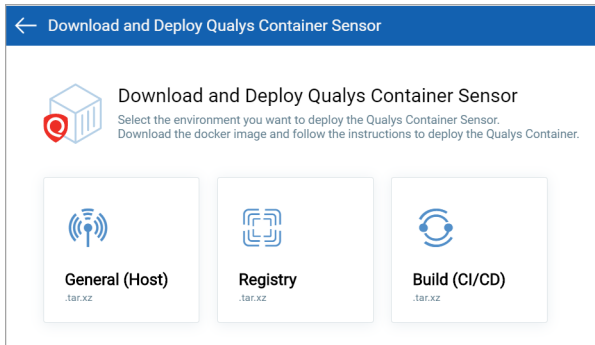 Download and Deploy Qualys Container Sensor
Download and Deploy Qualys Container Sensor
Select the environment you want to deploy the Qualys Container Sensor.
Download the docker image and follow the instructions to deploy the Qualys Container.
General (Host)
.tar.xz
Registry
.tar.xz
Build (CI/CD)
.tar.xz